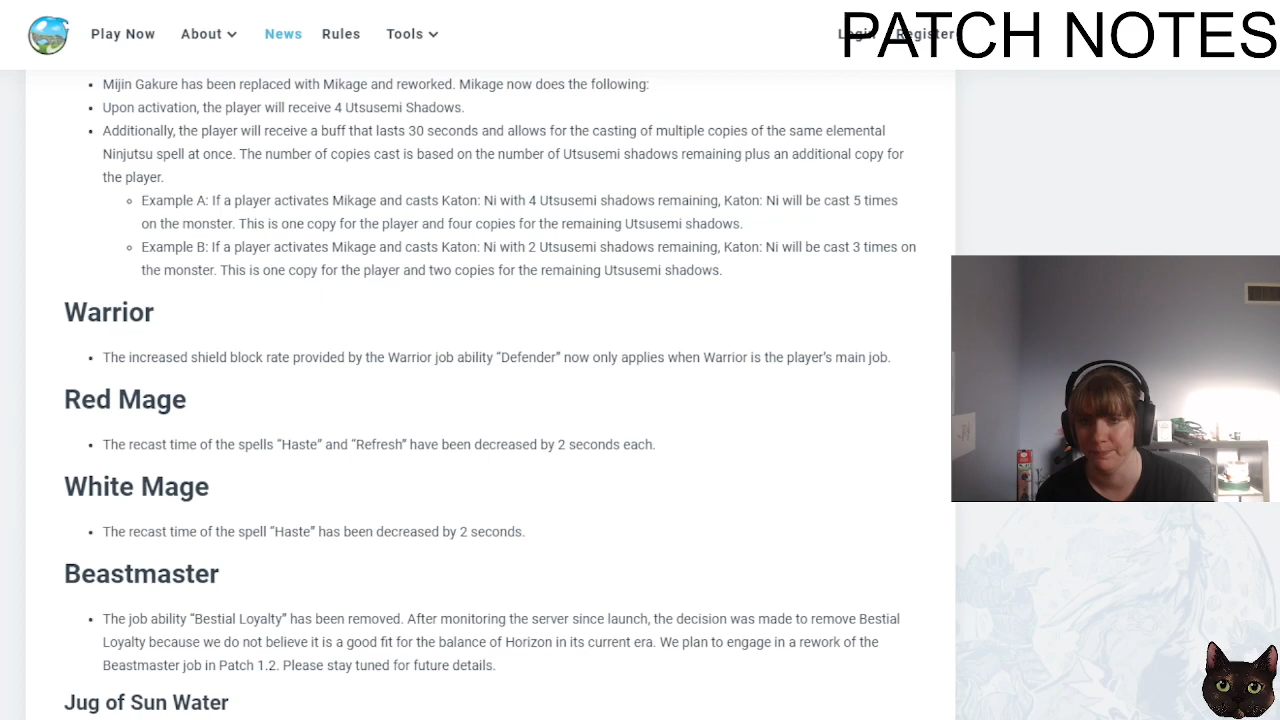 Play Now About News Rules Tools Login Register
PATCH NOTES
Mijin Gakure has been replaced with Mikage and reworked. Mikage now does the following:
Upon activation, the player will receive 4 Utsusemi Shadows.
Additionally, the player will receive a buff that lasts 30 seconds and allows for the casting of multiple copies of the same elemental
Ninjutsu spell at once. The number of copies cast is based on the number of Utsusemi shadows remaining plus an additional copy for
the player.
Example A: If a player activates Mikage and casts Katon: Ni with 4 Utsusemi shadows remaining, Katon: Ni will be cast 5 times
on the monster. This is one copy for the player and four copies for the remaining Utsusemi shadows.
Example B: If a player activates Mikage and casts Katon: Ni with 2 Utsusemi shadows remaining, Katon: Ni will be cast 3 times on
the monster. This is one copy for the player and two copies for the remaining Utsusemi shadows.
Warrior
The increased shield block rate provided by the Warrior job ability “Defender” now only applies when Warrior is the player’s main job.
Red Mage
The recast time of the spells “Haste” and “Refresh” have been decreased by 2 seconds each.
White Mage
The recast time of the spell “Haste” has been decreased by 2 seconds.
Beastmaster
The job ability “Bestial Loyalty” has been removed. After monitoring the server since launch, the decision was made to remove Bestial
Loyalty because we do not believe it is a good fit for the balance of Horizon in its current era. We plan to engage in a rework of the
Beastmaster job in Patch 1.2. Please stay tuned for future details.
Jug of Sun Water